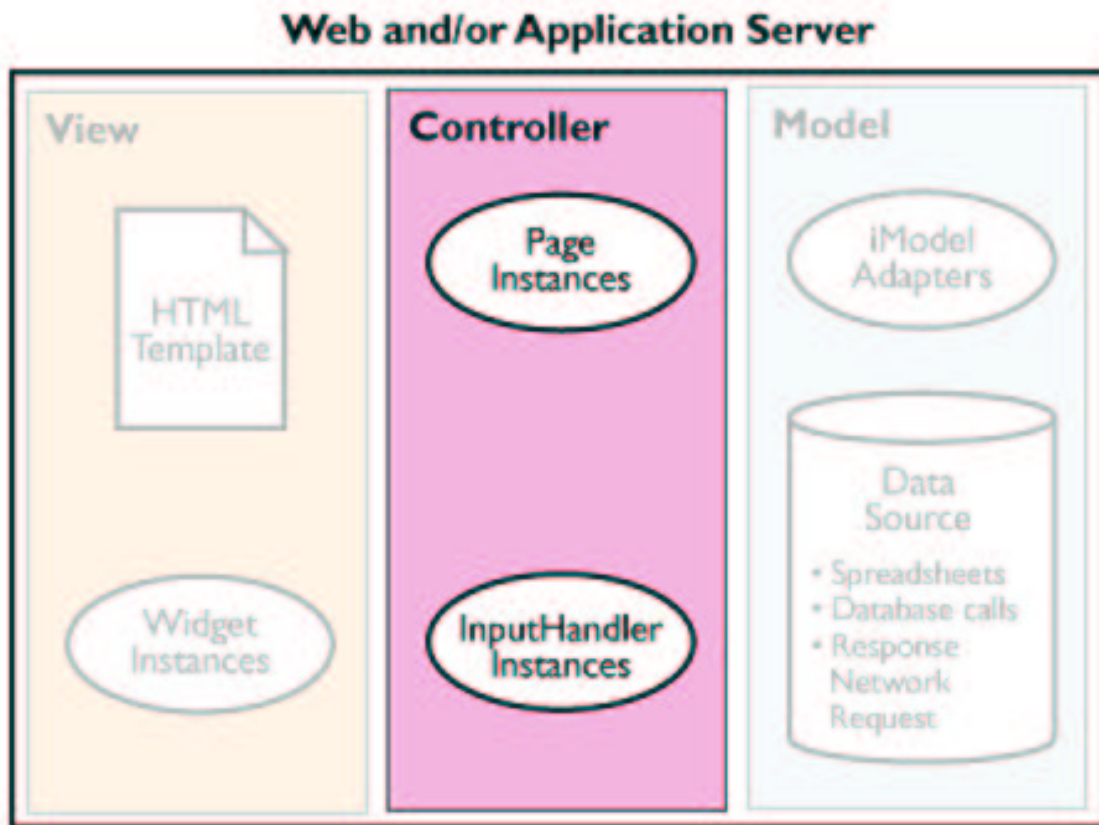 Web and/or Application Server
View
HTML
Template
Widget
Instances
Controller
Page
Instances
InputHandler
Instances
Model
iModel
Adapters
Data
Source
• Spreadsheets
• Database calls
• Response
Network
Request